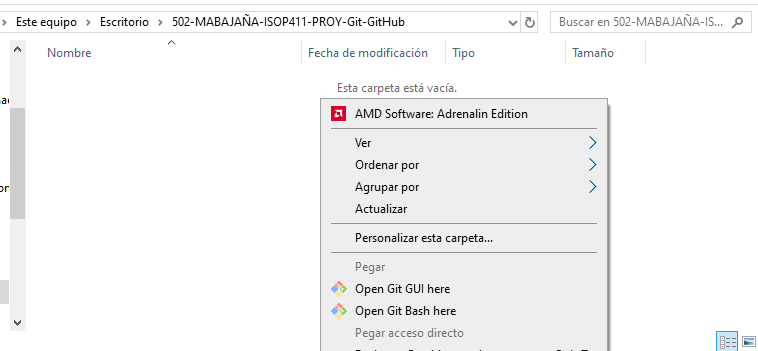 Este equipo > Escritorio > 502-MABAJAÑA-ISOP411-PROY-Git-GitHub
Buscar en 502-MABAJAÑA-IS...
Nombre Fecha de modificación Tipo Tamaño
Esta carpeta está vacía.
AMD Software: Adrenalin Edition
Ver
Ordenar por
Agrupar por
Actualizar
Personalizar esta carpeta...
Pegar
Open Git GUI here
Open Git Bash here
Pegar acceso directo